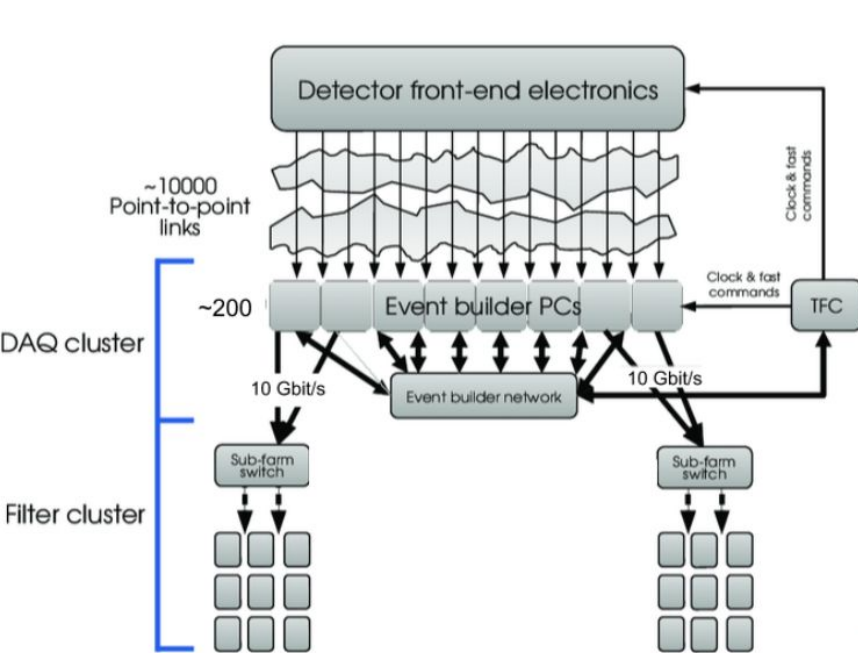 Detector front-end electronics
Clock & fast
commands
~10000
Point-to-point
links
Clock & fast
commands
~200
Event builder PCs
TFC
DAQ cluster
10 Gbit/s
10 Gbit/s
Event builder network
Sub-farm
switch
Sub-farm
switch
Filter cluster